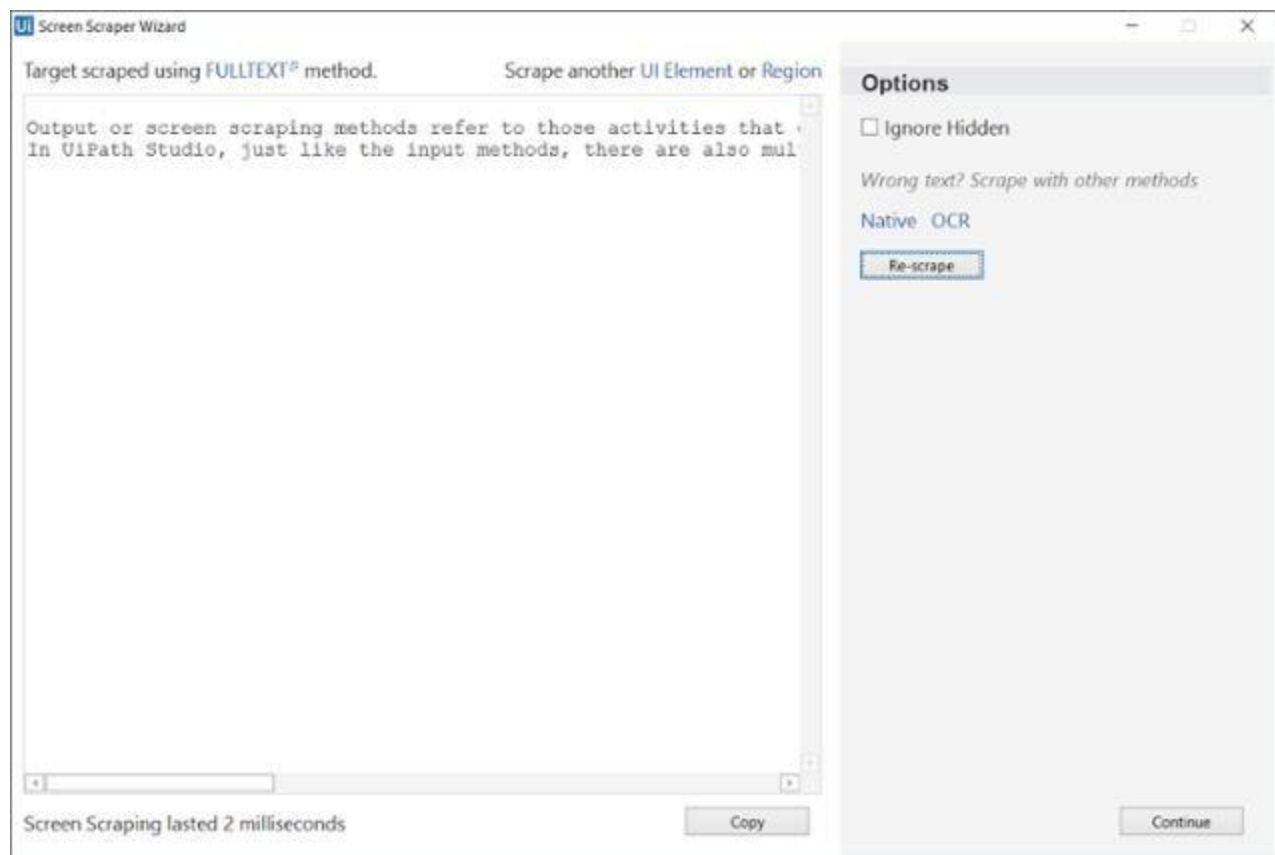 Ui Screen Scraper Wizard
Target scraped using FULLTEXT method. Scrape another UI Element or Region
Output or screen scraping methods refer to those activities that
In UiPath Studio, just like the input methods, there are also mul
Screen Scraping lasted 2 milliseconds
Copy
Options
Ignore Hidden
Wrong text? Scrape with other methods
Native OCR
Re-scrape
Continue